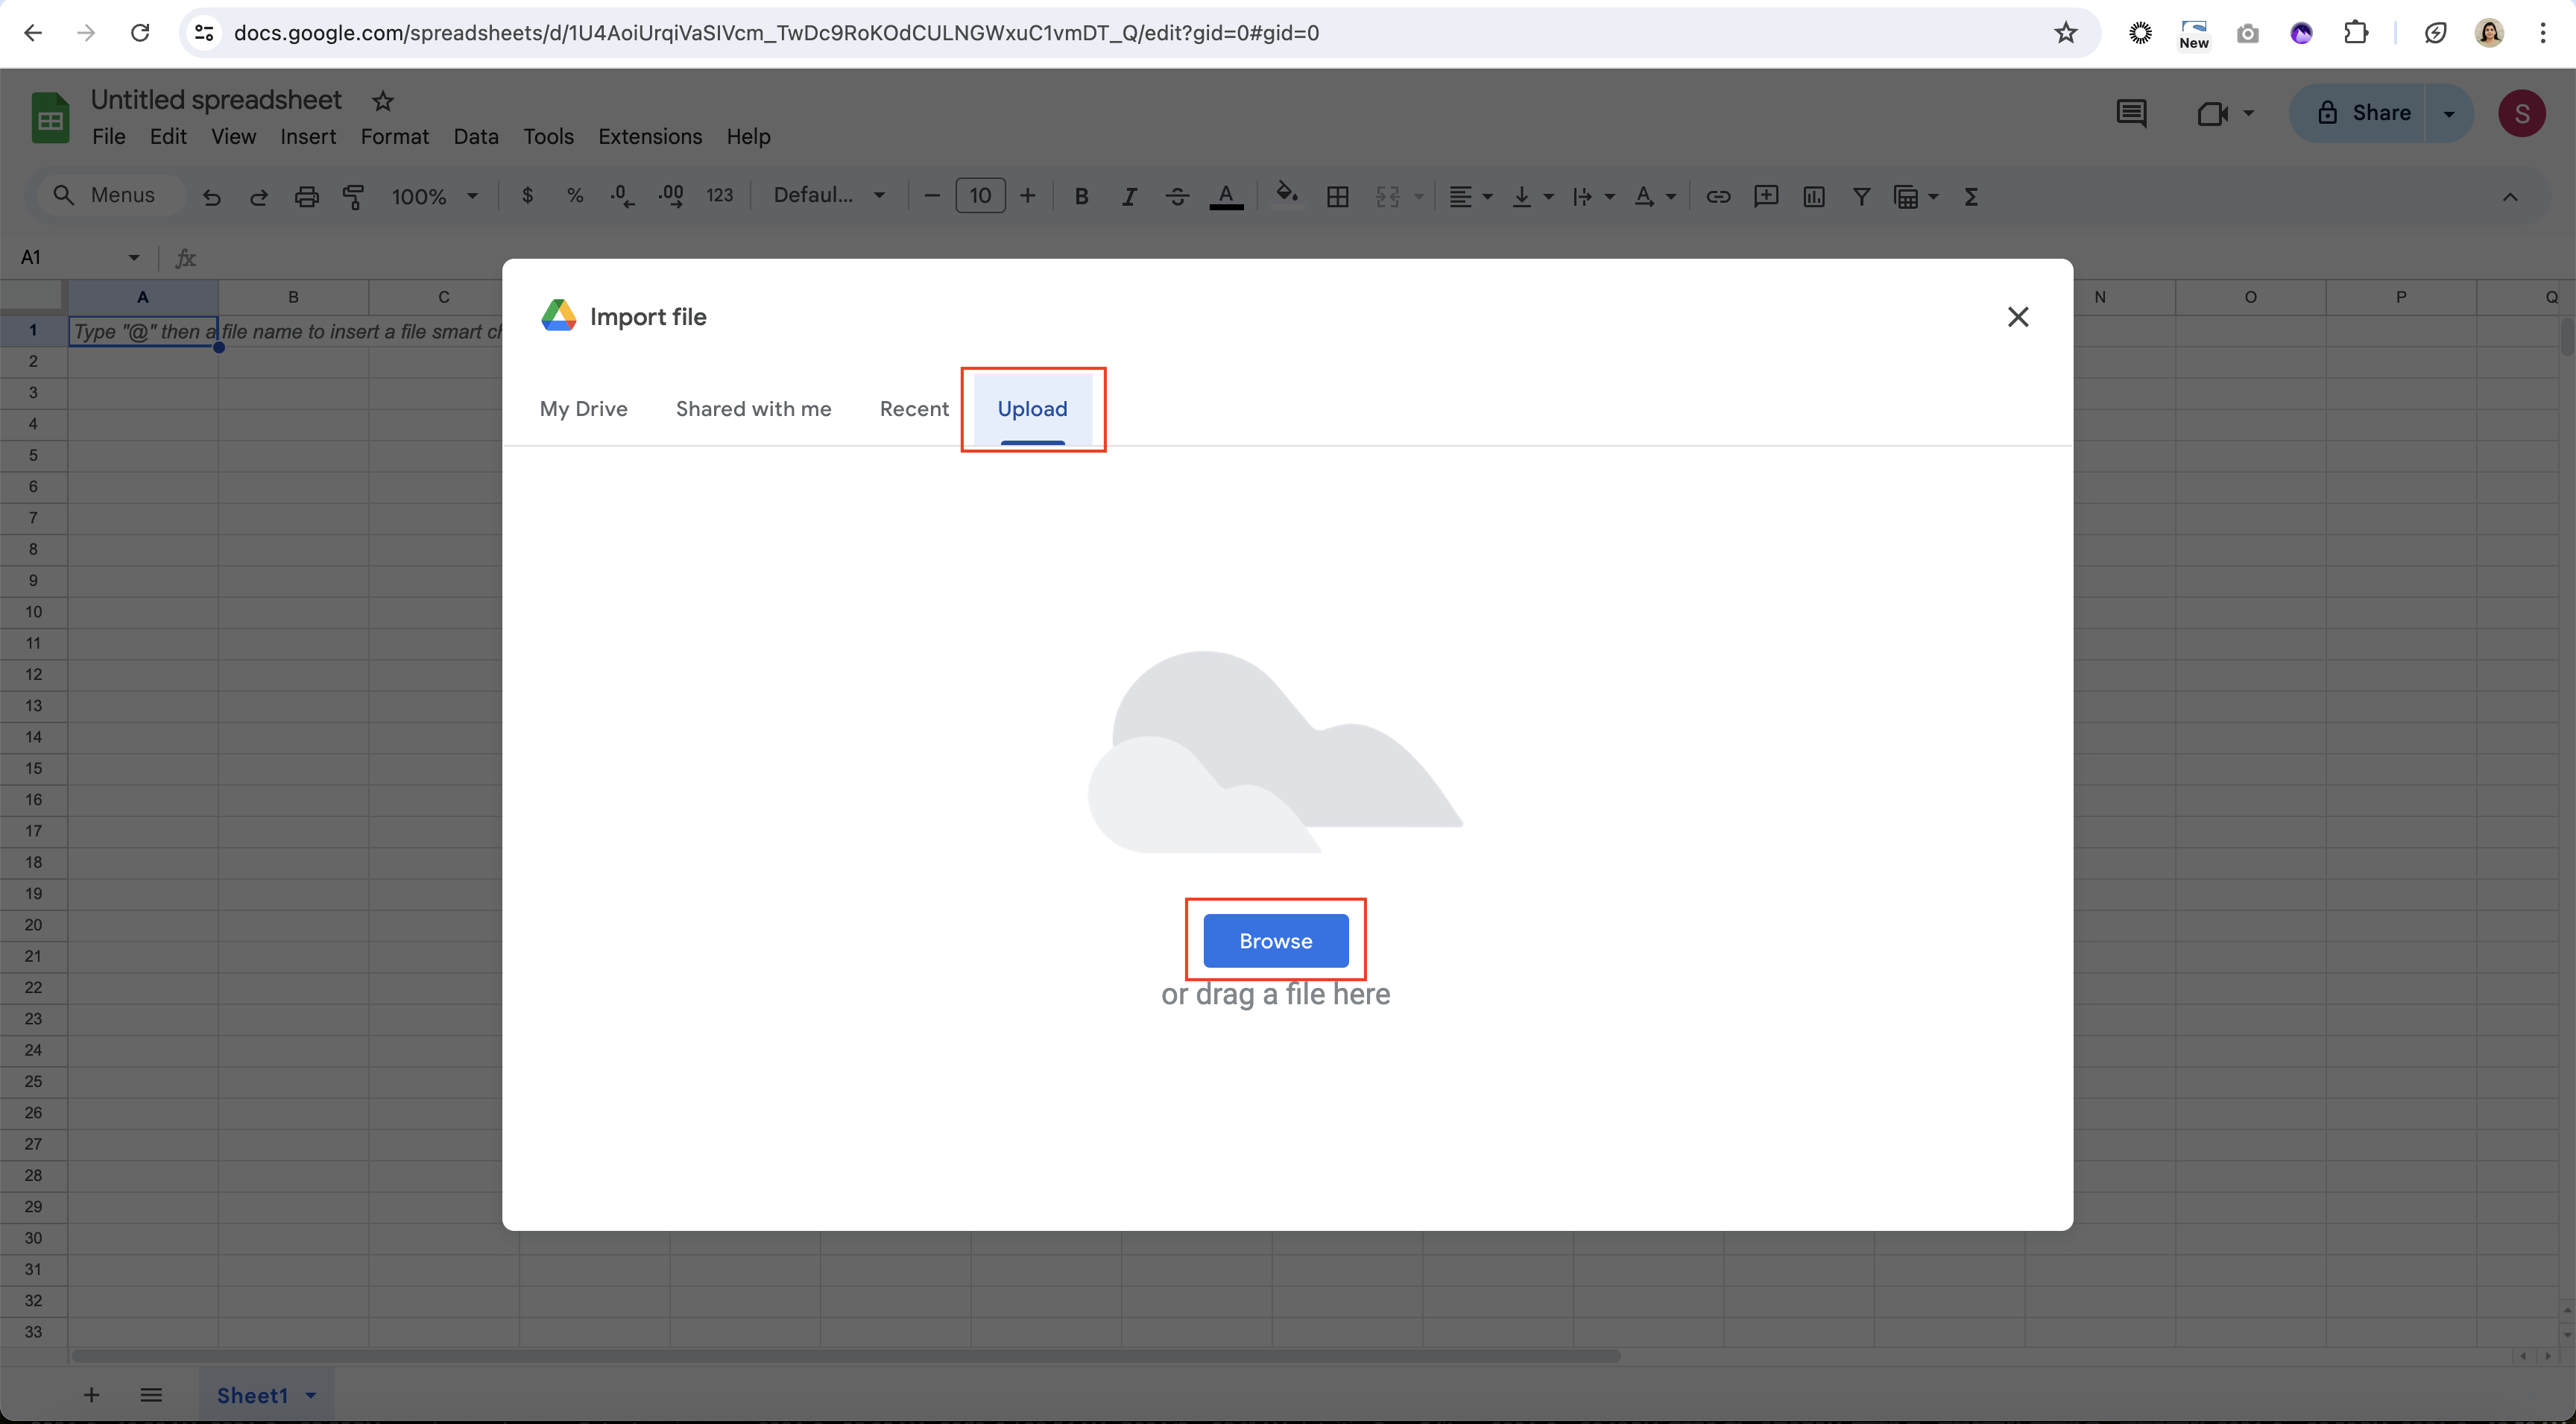 docs.google.com/spreadsheets/d/1U4AoiUrqiVaSIVcm_TwDc9RoKOdCULNGWxuC1vmDT_Q/edit?gid=0#gid=0
New
Untitled spreadsheet
File Edit View Insert Format Data Tools Extensions Help
Share
S
Menus 100% $ % .0 .00 123 Defaul... 10 B I S A A Σ
A1 fx
A B C N O P Q
1 Type "@" then a file name to insert a file smart ch
Import file
My Drive Shared with me Recent Upload
2
3
4
5
6
7
8
9
10
11
12
13
14
15
16
17
18
19
20
Browse
21
22
or drag a file here
23
24
25
26
27
28
29
30
31
32
33
Sheet1